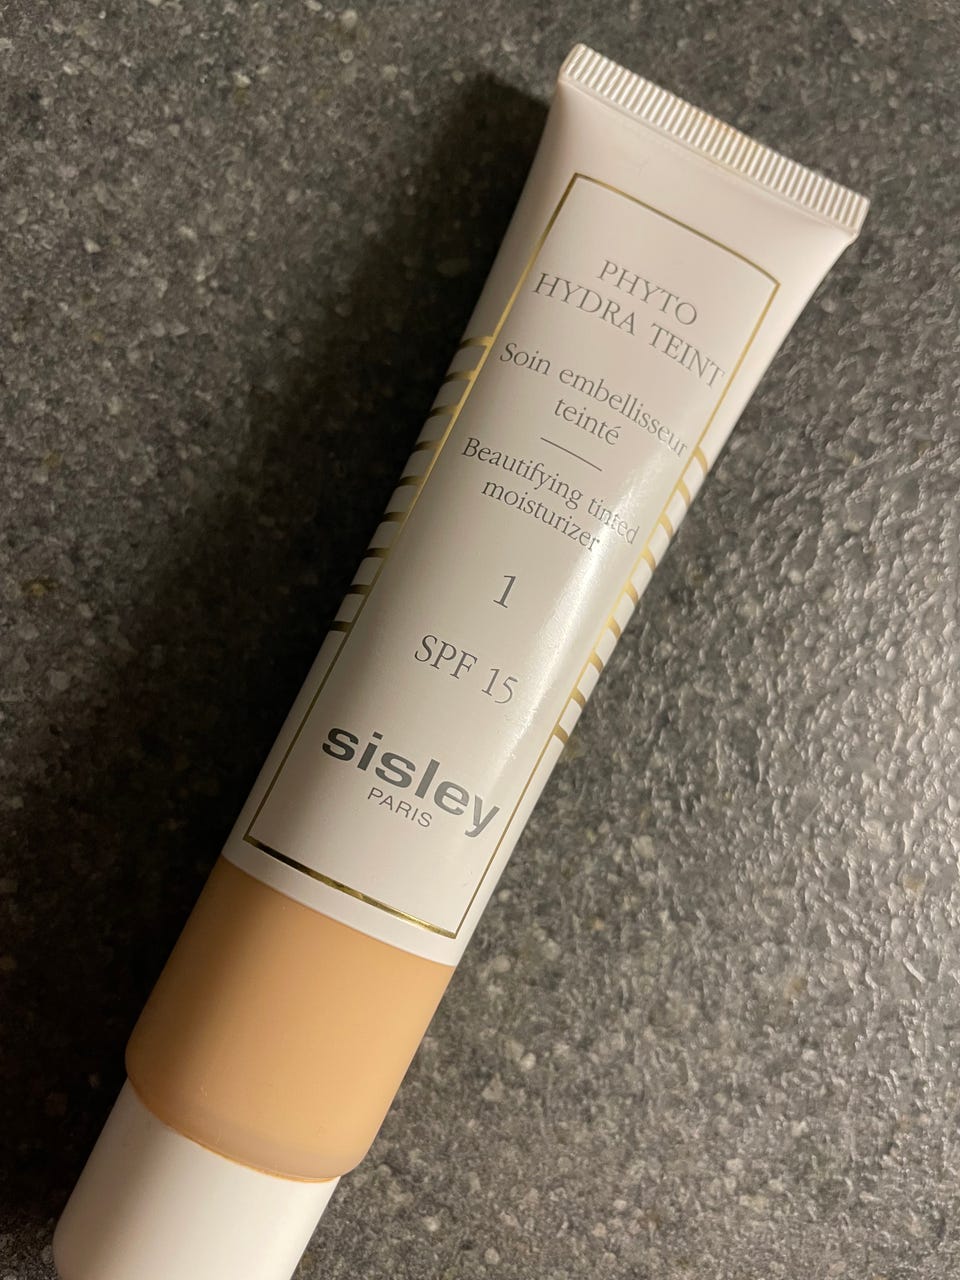 PHYTO
HYDRA TEINT
Soin embellisseur
teinté
Beautifying tinted
moisturizer
1
SPF 15
sisley
PARIS